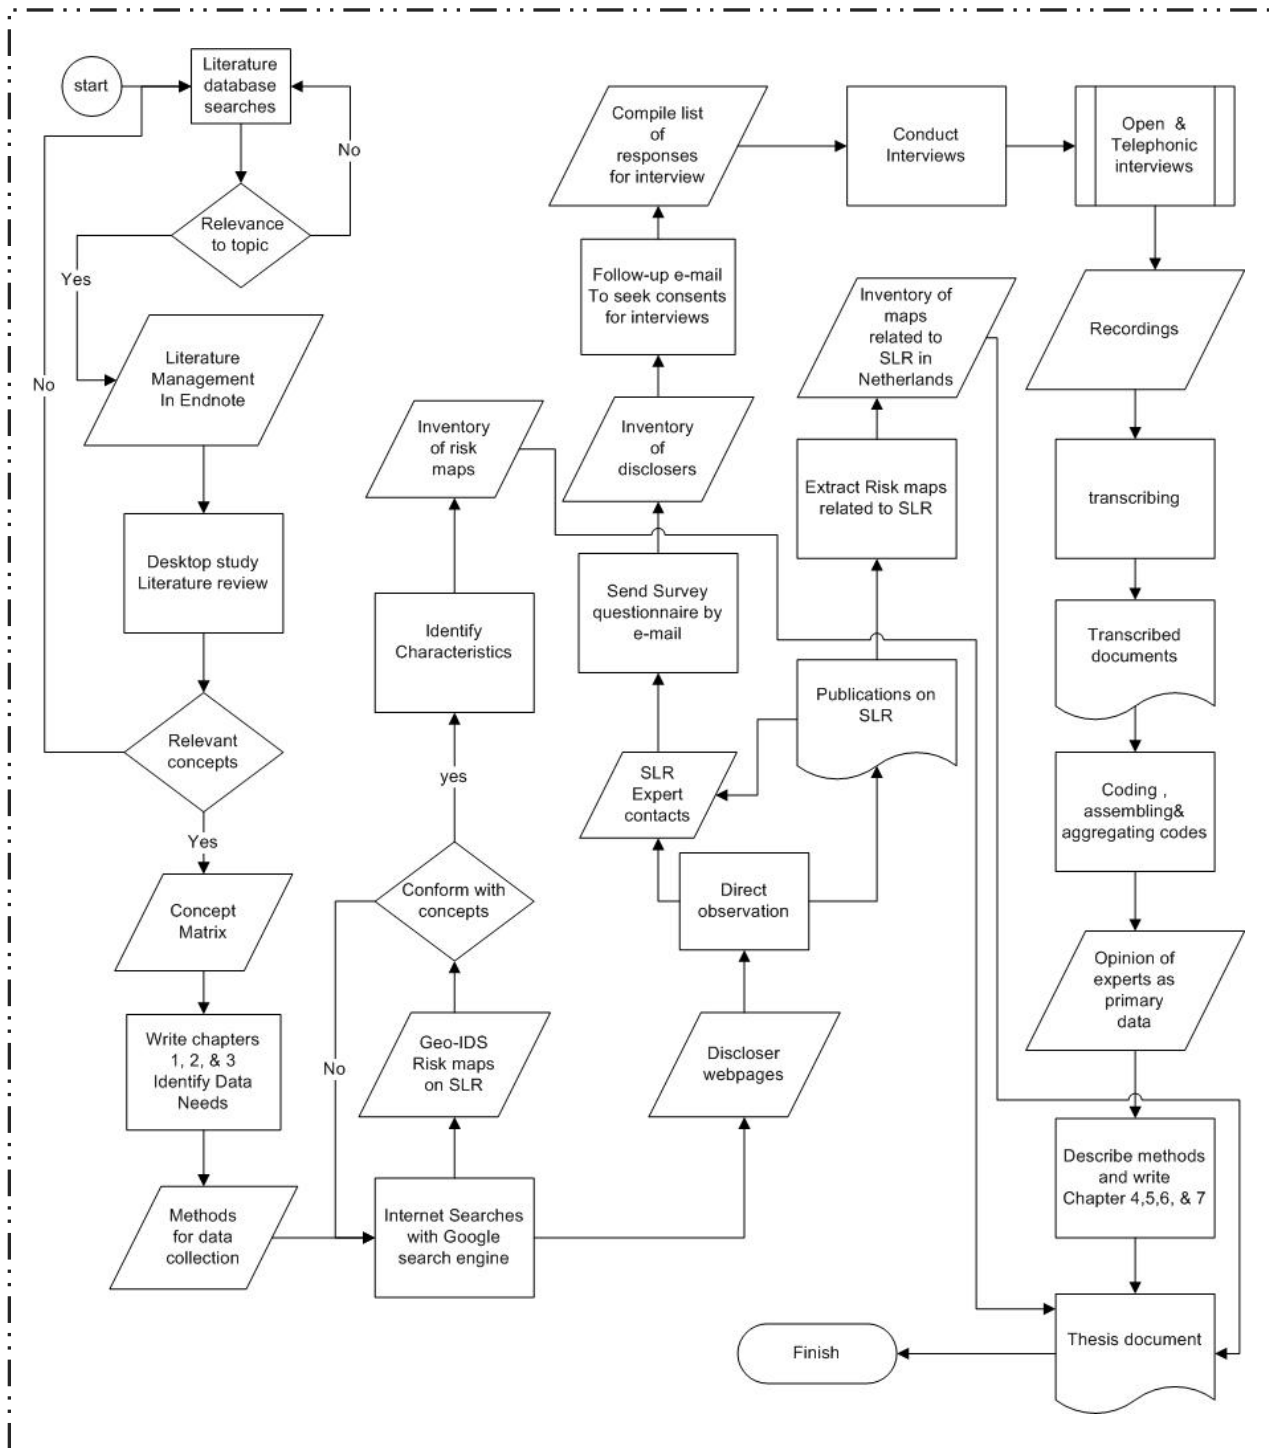 start
Literature
database
searches
No
Relevance
to topic
Yes
Literature
Management
In Endnote
No
Desktop study
Literature review
Relevant
concepts
Yes
Concept
Matrix
Write chapters
1, 2, & 3
Identify Data
Needs
Methods
for data
collection
Internet Searches
with Google
search engine
Geo-IDS
Risk maps
on SLR
No
Conform with
concepts
yes
Identify
Characteristics
Inventory
of risk
maps
Discloser
webpages
Direct
observation
SLR
Expert
contacts
Publications on
SLR
Send Survey
questionnaire by
e-mail
Inventory
of
disclosers
Follow-up e-mail
To seek consents
for interviews
Compile list
of
responses
for interview
Extract Risk maps
related to SLR
Inventory of
maps
related to
SLR in
Netherlands
Conduct
Interviews
Open &
Telephonic
interviews
Recordings
transcribing
Transcribed
documents
Coding ,
assembling&
aggregating codes
Opinion of
experts as
primary
data
Describe methods
and write
Chapter 4,5,6, & 7
Thesis document
Finish